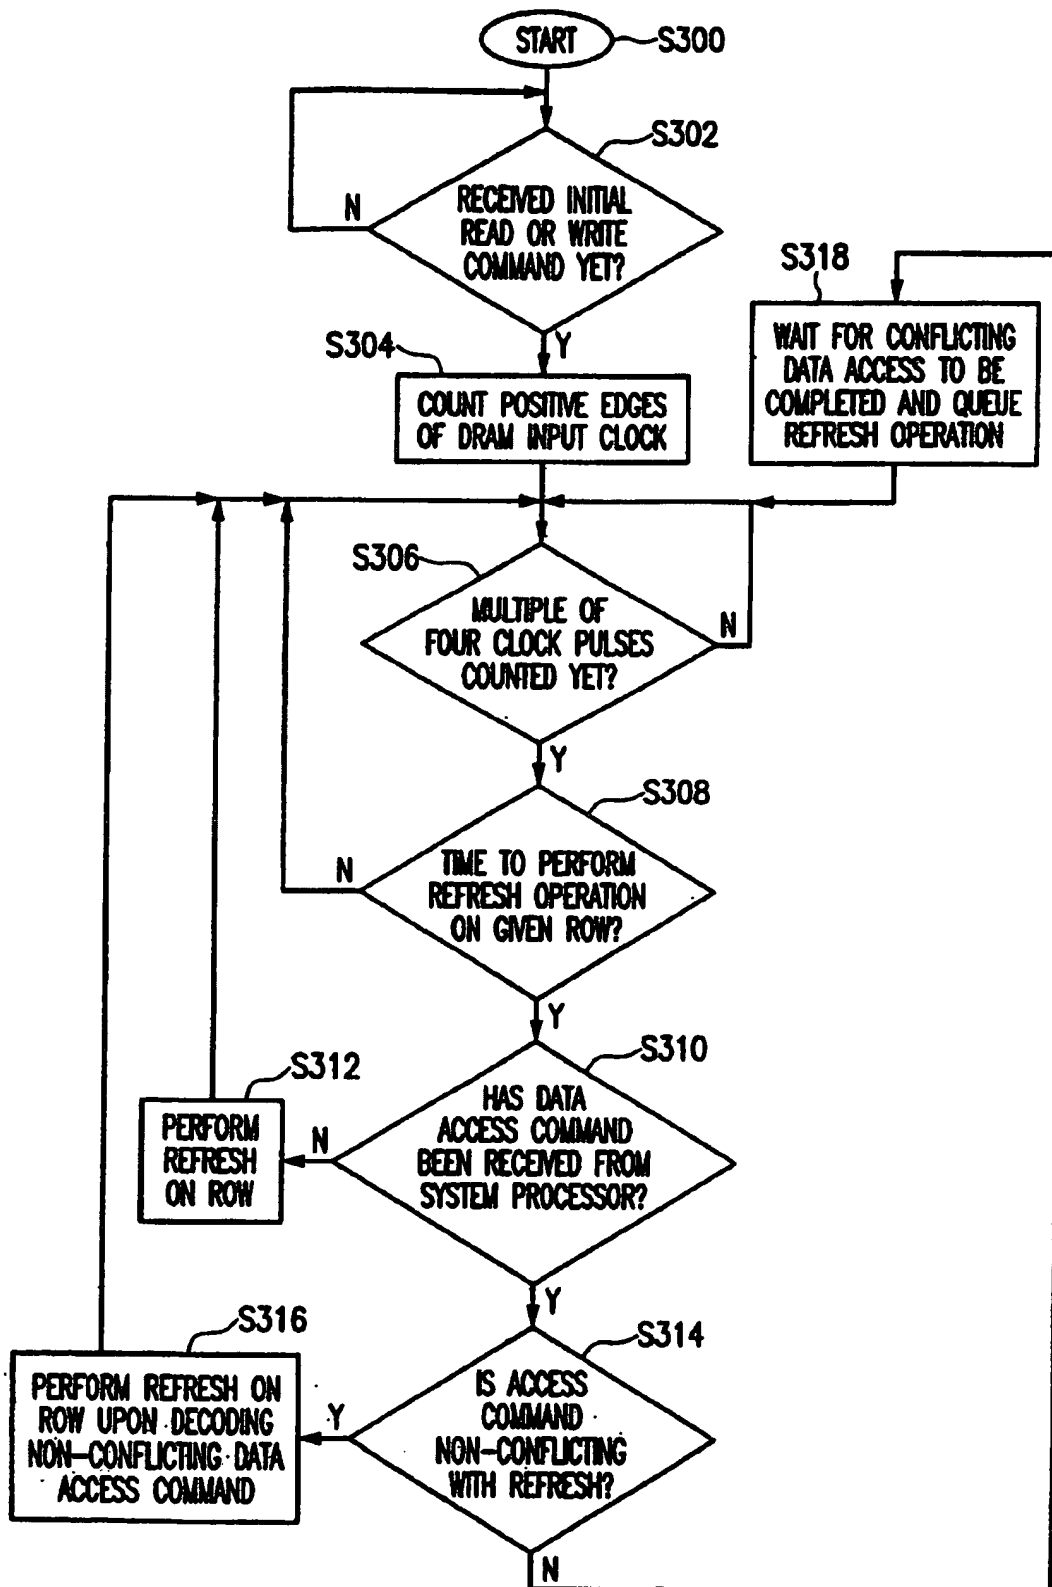 START
S300
S302
RECEIVED INITIAL
READ OR WRITE
COMMAND YET?
N
Y
S304
COUNT POSITIVE EDGES
OF DRAM INPUT CLOCK
S318
WAIT FOR CONFLICTING
DATA ACCESS TO BE
COMPLETED AND QUEUE
REFRESH OPERATION
S306
MULTIPLE OF
FOUR CLOCK PULSES
COUNTED YET?
N
Y
S308
TIME TO PERFORM
REFRESH OPERATION
ON GIVEN ROW?
N
Y
S310
HAS DATA
ACCESS COMMAND
BEEN RECEIVED FROM
SYSTEM PROCESSOR?
N
Y
S312
PERFORM
REFRESH
ON ROW
S314
IS ACCESS
COMMAND
NON-CONFLICTING
WITH REFRESH?
Y
N
S316
PERFORM REFRESH ON
ROW UPON DECODING
NON-CONFLICTING DATA
ACCESS COMMAND